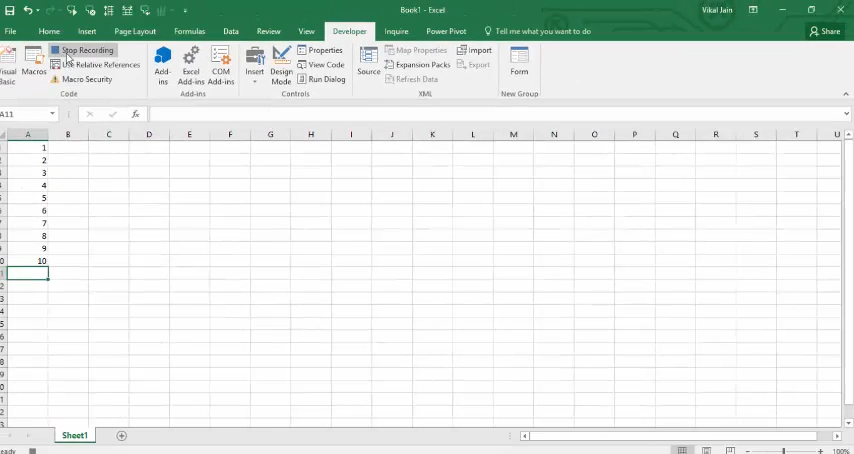 Book1 - Excel
Vikal Jain
File Home Insert Page Layout Formulas Data Review View Developer Inquire Power Pivot Tell me what you want to do Share
Stop Recording
Use Relative References
Macro Security
Macros
Code
Add-ins
Excel Add-ins
COM Add-ins
Add-ins
Insert
Design Mode
Properties
View Code
Run Dialog
Controls
Source
Map Properties
Expansion Packs
Refresh Data
Import
Export
XML
Form
New Group
A11
fx
A B C D E F G H I J K L M N O P Q R S T U
1
2
3
4
5
6
7
8
9
10
Sheet1
100%